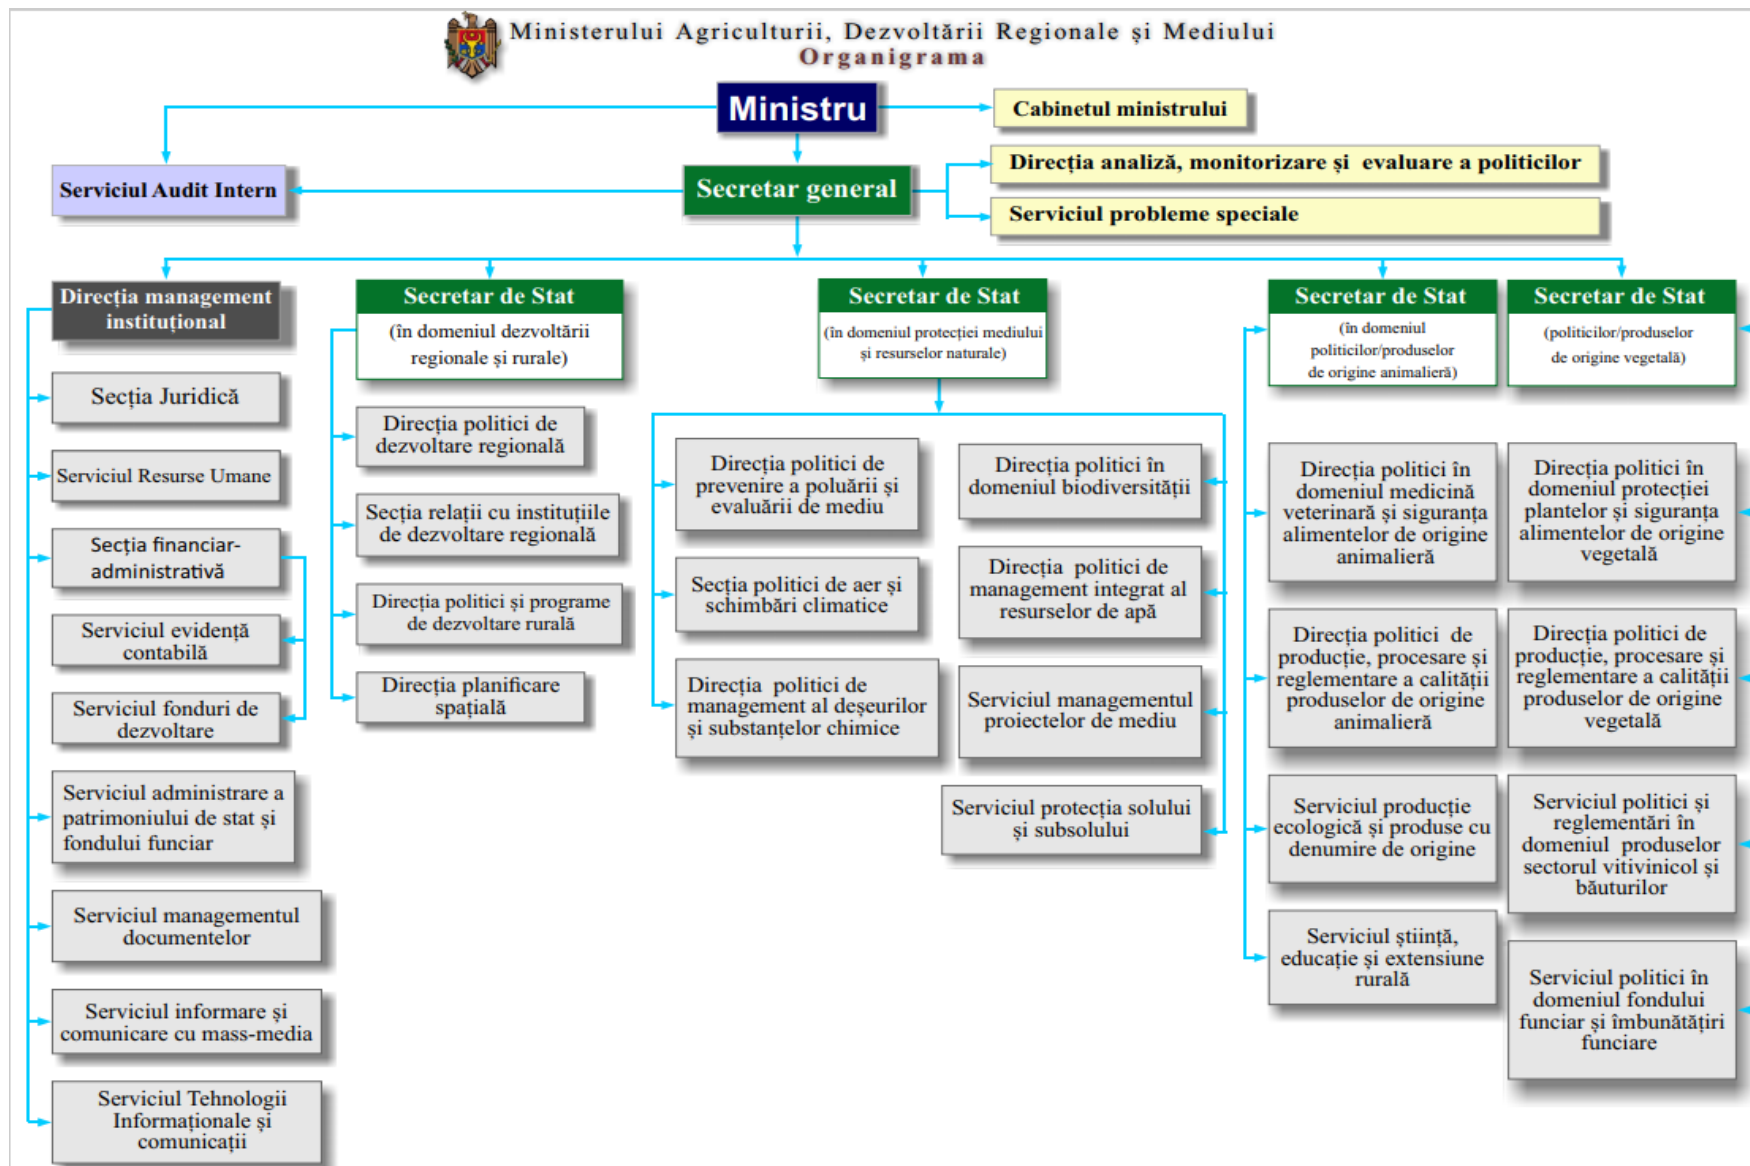 Ministerului Agriculturii, Dezvoltării Regionale și Mediului
Organigrama
Ministru
Cabinetul ministrului
Serviciul Audit Intern
Secretar general
Direcția analiză, monitorizare și evaluare a politicilor
Serviciul probleme speciale
Direcția management
instituțional
Secția Juridică
Serviciul Resurse Umane
Secția financiar-
administrativă
Serviciul evidență
contabilă
Serviciul fonduri de
dezvoltare
Serviciul administrare a
patrimoniului de stat și
fondului funciar
Serviciul managementul
documentelor
Serviciul informare și
comunicare cu mass-media
Serviciul Tehnologii
Informaționale și
comunicații
Secretar de Stat
(în domeniul dezvoltării
regionale și rurale)
Direcția politici de
dezvoltare regională
Secția relații cu instituțiile
de dezvoltare regională
Direcția politici și programe
de dezvoltare rurală
Direcția planificare
spațială
Secretar de Stat
(în domeniul protecției mediului
și resurselor naturale)
Direcția politici de
prevenire a poluării și
evaluării de mediu
Secția politici de aer și
schimbări climatice
Direcția politici de
management al deșeurilor
și substanțelor chimice
Direcția politici în
domeniul biodiversității
Direcția politici de
management integrat al
resurselor de apă
Serviciul managementul
proiectelor de mediu
Serviciul protecția solului
și subsolului
Secretar de Stat
(în domeniul
politicilor/produselor
de origine animalieră)
Direcția politici în
domeniul medicină
veterinară și siguranța
alimentelor de origine
animalieră
Direcția politici de
producție, procesare și
reglementare a calității
produselor de origine
animalieră
Serviciul producție
ecologică și produse cu
denumire de origine
Serviciul știință,
educație și extensiune
rurală
Secretar de Stat
(politicilor/produselor
de origine vegetală)
Direcția politici în
domeniul protecției
plantelor și siguranța
alimentelor de origine
vegetală
Direcția politici de
producție, procesare și
reglementare a calității
produselor de origine
vegetală
Serviciul politici și
reglementări în
domeniul produselor
sectorul vitivinicol și
băuturilor
Serviciul politici în
domeniul fondului
funciar și îmbunătățiri
funciare